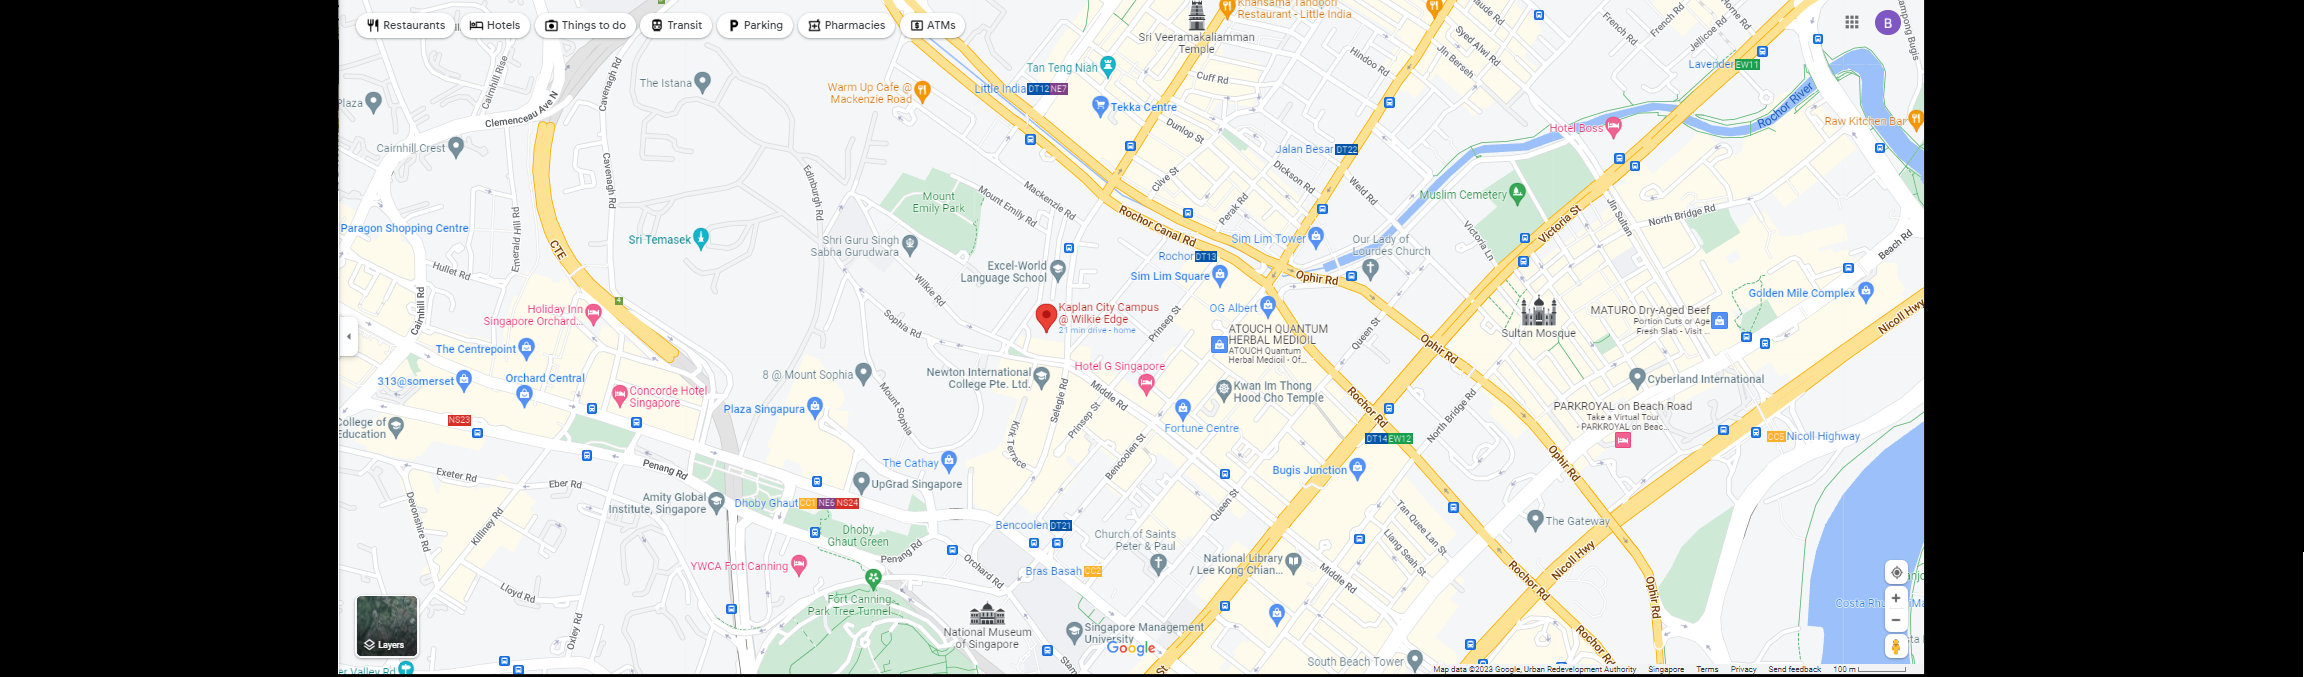 Restaurants
Hotels
Things to do
Transit
Parking
Pharmacies
ATMs
B
Khansama Tandoori
Restaurant - Little India
Sri Veeramakaliamman
Temple
Tan Teng Niah
Little India DT12 NE7
Tekka Centre
Warm Up Cafe @
Mackenzie Road
The Istana
Plaza
Cairnhill Rise
Clemenceau Ave N
Cavenagh Rd
Cairnhill Crest
Cavenagh Rd
Emerald Hill Rd
Paragon Shopping Centre
Hullet Rd
Cairnhill Rd
CTE
Sri Temasek
Edinburgh Rd
Mount
Emily Park
Mount Emily Rd
Mackenzie Rd
Shri Guru Singh
Sabha Gurudwara
Excel-World
Language School
Wilkie Rd
Sophia Rd
Cuff Rd
Dunlop St
Clive St
Perak Rd
Dickson Rd
Weld Rd
Hindoo Rd
Jln Berseh
Syed Alwi Rd
French Rd
French Rd
Jellicoe Rd
Horne Rd
Lavender EW11
Kampong Bugis
Rochor River
Raw Kitchen Bar
Hotel Boss
Jalan Besar DT22
Muslim Cemetery
Victoria St
Victoria Ln
Jln Sultan
North Bridge Rd
Beach Rd
Rochor Canal Rd
Rochor DT13
Sim Lim Tower
Sim Lim Square
Our Lady of
Lourdes Church
Ophir Rd
OG Albert
Kaplan City Campus
@ Wilkie Edge
21 min drive - home
Prinsep St
ATOUCH QUANTUM
HERBAL MEDIOIL
ATOUCH Quantum
Herbal Medioil - Of...
Queen St
Ophir Rd
Sultan Mosque
MATURO Dry-Aged Beef
Portion Cuts or Age
Fresh Slab - Visit ...
Golden Mile Complex
Nicoll Hwy
Cyberland International
PARKROYAL on Beach Road
Take a Virtual Tour
- PARKROYAL on Beac...
CC5 Nicoll Highway
Holiday Inn
Singapore Orchard...
4
The Centrepoint
313@somerset
Orchard Central
Concorde Hotel
Singapore
NS23
College of
Education
8 @ Mount Sophia
Plaza Singapura
Mount Sophia
Newton International
College Pte. Ltd.
Hotel G Singapore
Middle Rd
Selegie Rd
Prinsep St
Kirk Terrace
Kwan Im Thong
Hood Cho Temple
Fortune Centre
Bencoolen St
Rochor Rd
DT14 EW12
North Bridge Rd
Bugis Junction
Ophir Rd
The Cathay
UpGrad Singapore
Penang Rd
Exeter Rd
Eber Rd
Devonshire Rd
Killiney Rd
Lloyd Rd
Oxley Rd
Amity Global
Institute, Singapore
Dhoby Ghaut CC1 NE6 NS24
Dhoby
Ghaut Green
Penang Rd
YWCA Fort Canning
Fort Canning
Park Tree Tunnel
Orchard Rd
Bencoolen DT21
Bras Basah CC2
Church of Saints
Peter & Paul
Queen St
National Library
/ Lee Kong Chian...
Middle Rd
Tan Quee Lan St
Liang Seah St
The Gateway
Nicoll Hwy
Rochor Rd
Ophir Rd
Rochor Rd
National Museum
of Singapore
Singapore Management
University
Google
South Beach Tower
Layers
Map data ©2023 Google, Urban Redevelopment Authority
Singapore
Terms
Privacy
Send feedback
100 m